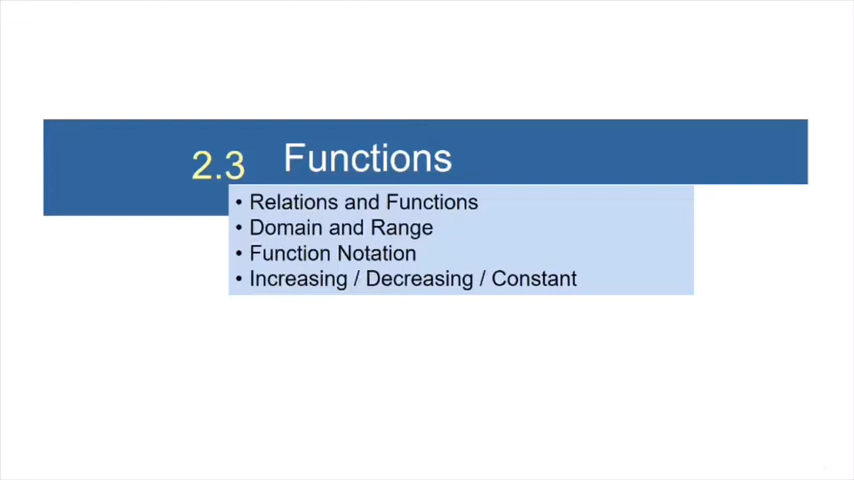 2.3 Functions
• Relations and Functions
• Domain and Range
• Function Notation
• Increasing / Decreasing / Constant